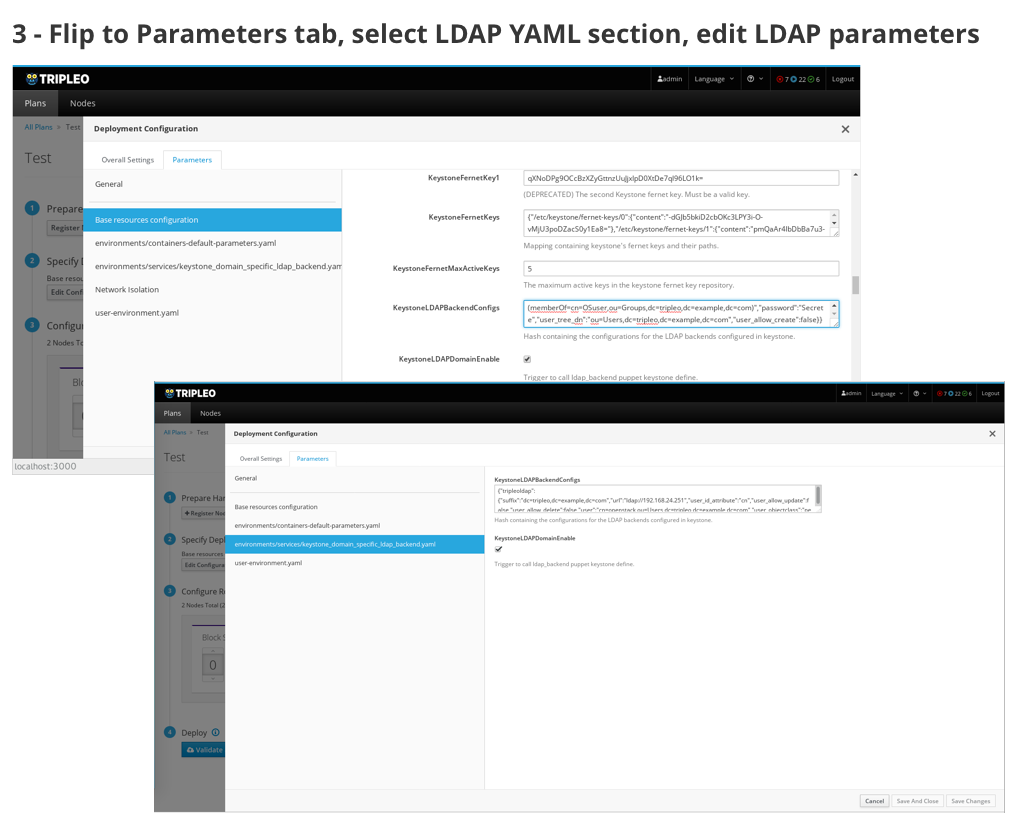 3 - Flip to Parameters tab, select LDAP YAML section, edit LDAP parameters
TRIPLEO
admin Language 7 22 6 Logout
Plans Nodes
All Plans > Test
Deployment Configuration
Test
Overall Settings Parameters
General
Base resources configuration
environments/containers-default-parameters.yaml
environments/services/keystone_domain_specific_ldap_backend.yam
Network Isolation
user-environment.yaml
1 Prepare
Register
2 Specify
Base resou
Edit Conf
3 Configur
2 Nodes To
Bl
KeystoneFernetKey1
(DEPRECATED) The second Keystone fernet key. Must be a valid key.
KeystoneFernetKeys
{"/etc/keystone/fernet-keys/0":{"content":"-dGJb5bkiD2cbOKc3LPY3i-O-
vMjU3poDZacS0y1Ea8="},"/etc/keystone/fernet-keys/1":{"content":"pmQaAr4lbDbBa7u3-
Mapping containing keystone's fernet keys and their paths.
KeystoneFernetMaxActiveKeys
5
The maximum active keys in the keystone fernet key repository.
KeystoneLDAPBackendConfigs
(memberOf=cn=OSuser,ou=Groups,dc=tripleo,dc=example,dc=com)","password":"Secret
e","user_tree_dn":"ou=Users,dc=tripleo,dc=example,dc=com","user_allow_create":false}}
Hash containing the configurations for the LDAP backends configured in keystone.
KeystoneLDAPDomainEnable
Trigger to call ldap_backend puppet keystone define.
localhost:3000
TRIPLEO
admin Language 7 22 6 Logout
Plans Nodes
All Plans > Test
Deployment Configuration
Test
Overall Settings Parameters
General
Base resources configuration
environments/containers-default-parameters.yaml
environments/services/keystone_domain_specific_ldap_backend.yaml
user-environment.yaml
1 Prepare Har
Register No
2 Specify Dep
Base resources
Edit Configura
3 Configure R
2 Nodes Total (2
Block S
0
4 Deploy
Validate
KeystoneLDAPBackendConfigs
{"tripleoldap":
{"suffix":"dc=tripleo,dc=example,dc=com","url":"ldap://192.168.24.251","user_id_attribute":"cn","user_allow_update":f
alse,"user_allow_delete":false,"user":"cn=openstack,ou=Users,dc=tripleo,dc=example,dc=com","user_objectclass":"pe
Hash containing the configurations for the LDAP backends configured in keystone.
KeystoneLDAPDomainEnable
Trigger to call ldap_backend puppet keystone define.
Cancel Save And Close Save Changes